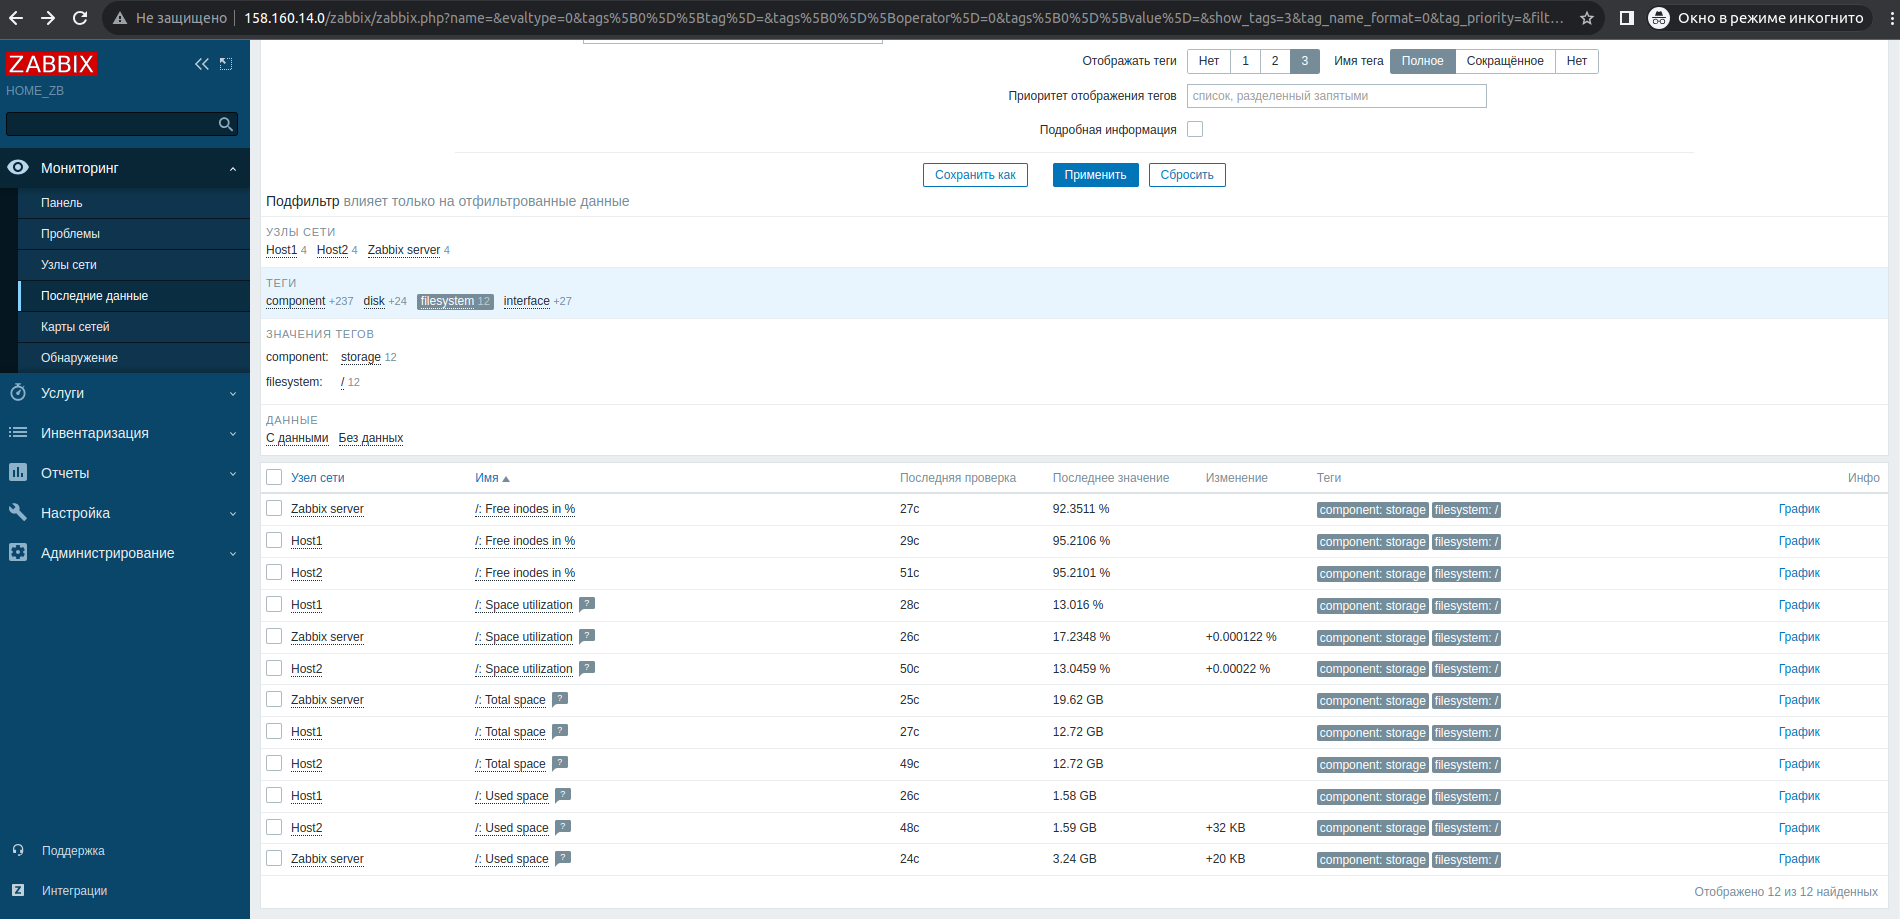 Не защищено 158.160.14.0/zabbix/zabbix.php?name=&evaltype=0&tags%5B0%5D%5Btag%5D=&tags%5B0%5D%5Boperator%5D=0&tags%5B0%5D%5Bvalue%5D=&show_tags=3&tag_name_format=0&tag_priority=&filt... Окно в режиме инкогнито
ZABBIX
HOME_ZB
Мониторинг
Панель
Проблемы
Узлы сети
Последние данные
Карты сетей
Обнаружение
Услуги
Инвентаризация
Отчеты
Настройка
Администрирование
Поддержка
Z Интеграции
Отображать теги Нет 1 2 3 Имя тега Полное Сокращённое Нет
Приоритет отображения тегов список, разделенный запятыми
Подробная информация
Сохранить как Применить Сбросить
Подфильтр влияет только на отфильтрованные данные
УЗЛЫ СЕТИ
Host1 4 Host2 4 Zabbix server 4
ТЕГИ
component +237 disk +24 filesystem 12 interface +27
ЗНАЧЕНИЯ ТЕГОВ
component: storage 12
filesystem: / 12
ДАННЫЕ
С данными Без данных
Узел сети Имя Последняя проверка Последнее значение Изменение Теги Инфо
Zabbix server /: Free inodes in % 27с 92.3511 % component: storage filesystem: / График
Host1 /: Free inodes in % 29с 95.2106 % component: storage filesystem: / График
Host2 /: Free inodes in % 51с 95.2101 % component: storage filesystem: / График
Host1 /: Space utilization ? 28с 13.016 % component: storage filesystem: / График
Zabbix server /: Space utilization ? 26с 17.2348 % +0.000122 % component: storage filesystem: / График
Host2 /: Space utilization ? 50с 13.0459 % +0.00022 % component: storage filesystem: / График
Zabbix server /: Total space ? 25с 19.62 GB component: storage filesystem: / График
Host1 /: Total space ? 27с 12.72 GB component: storage filesystem: / График
Host2 /: Total space ? 49с 12.72 GB component: storage filesystem: / График
Host1 /: Used space ? 26с 1.58 GB component: storage filesystem: / График
Host2 /: Used space ? 48с 1.59 GB +32 KB component: storage filesystem: / График
Zabbix server /: Used space ? 24с 3.24 GB +20 KB component: storage filesystem: / График
Отображено 12 из 12 найденных